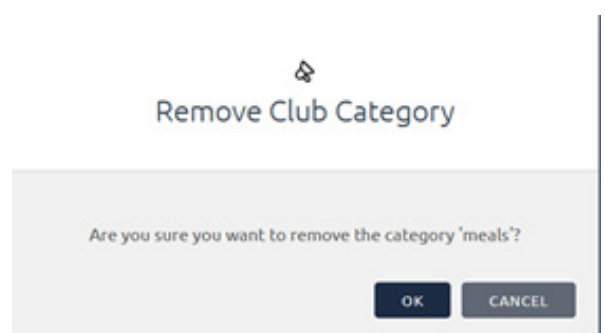 Remove Club Category
Are you sure you want to remove the category 'meals'?
OK CANCEL